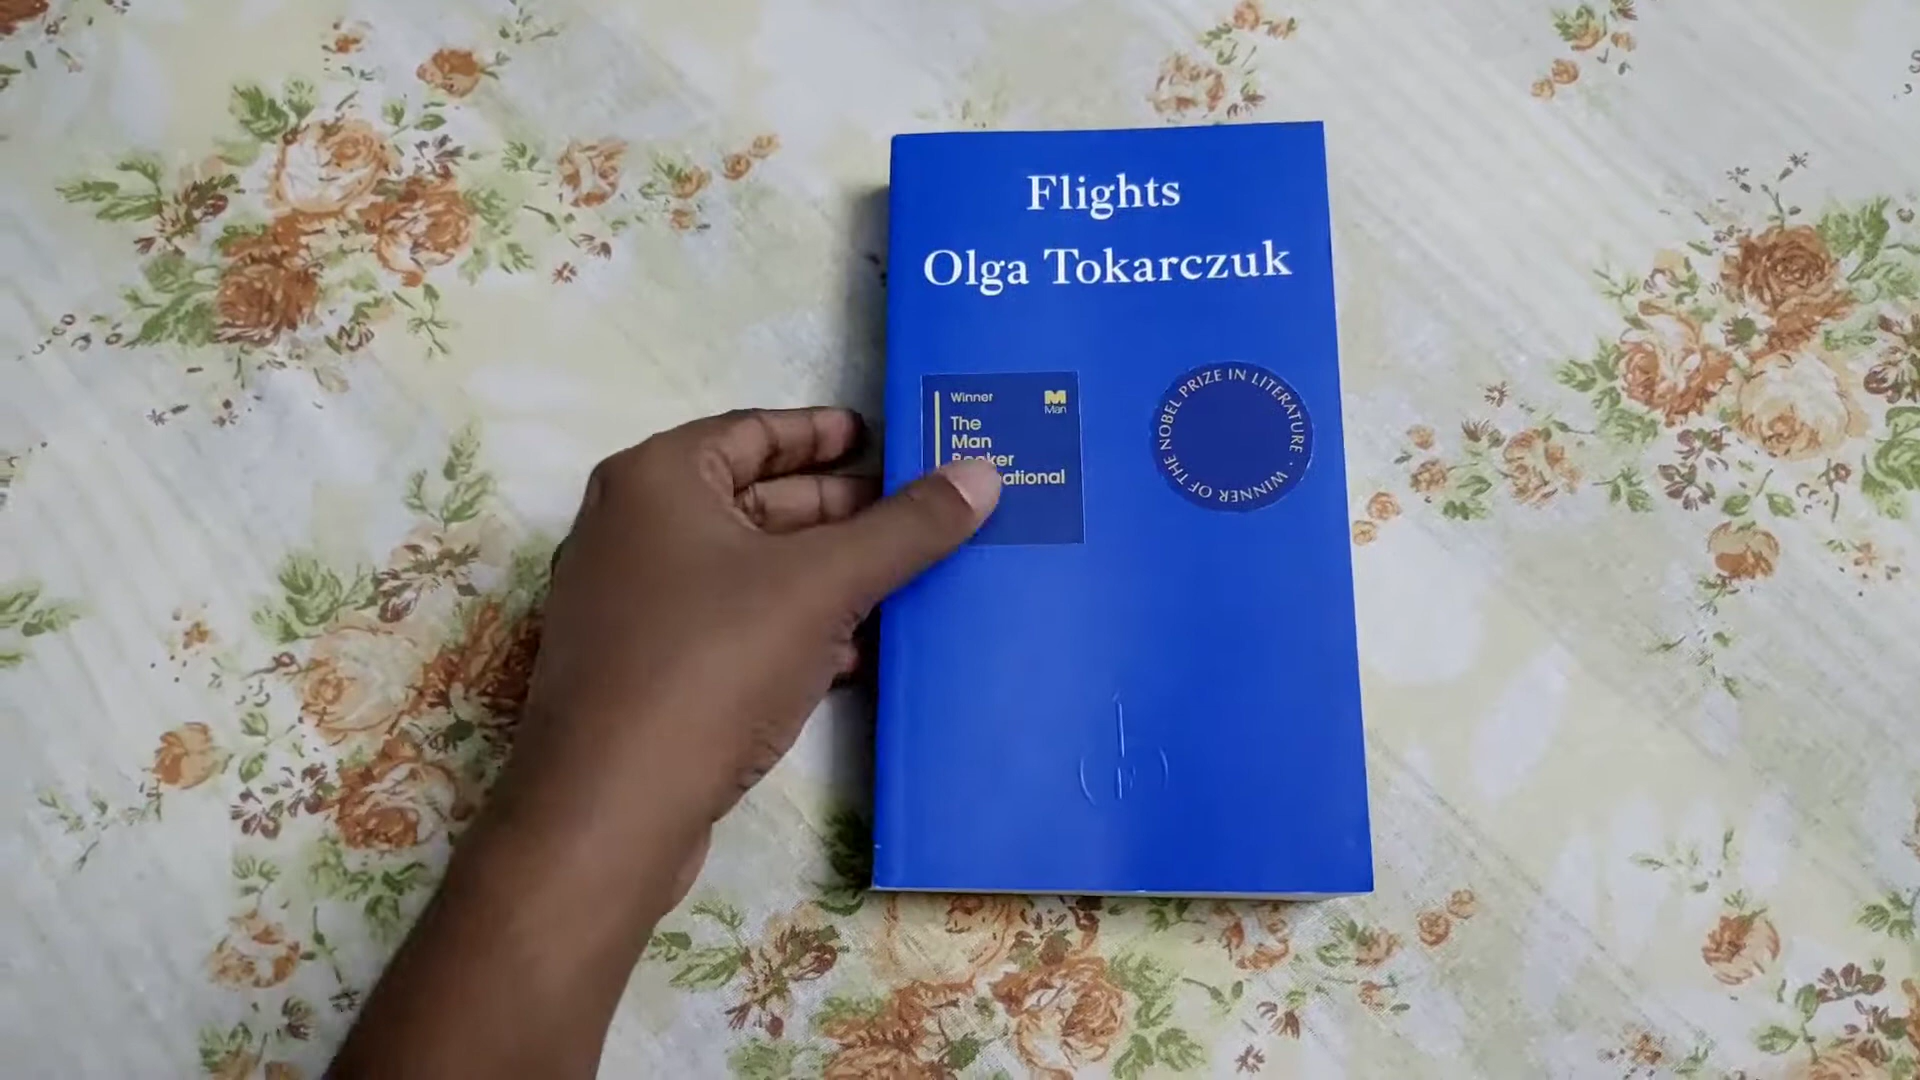 Flights
Olga Tokarczuk
Winner
Man
The
Man
ational
WINNER OF THE NOBEL PRIZE IN LITERATURE ·